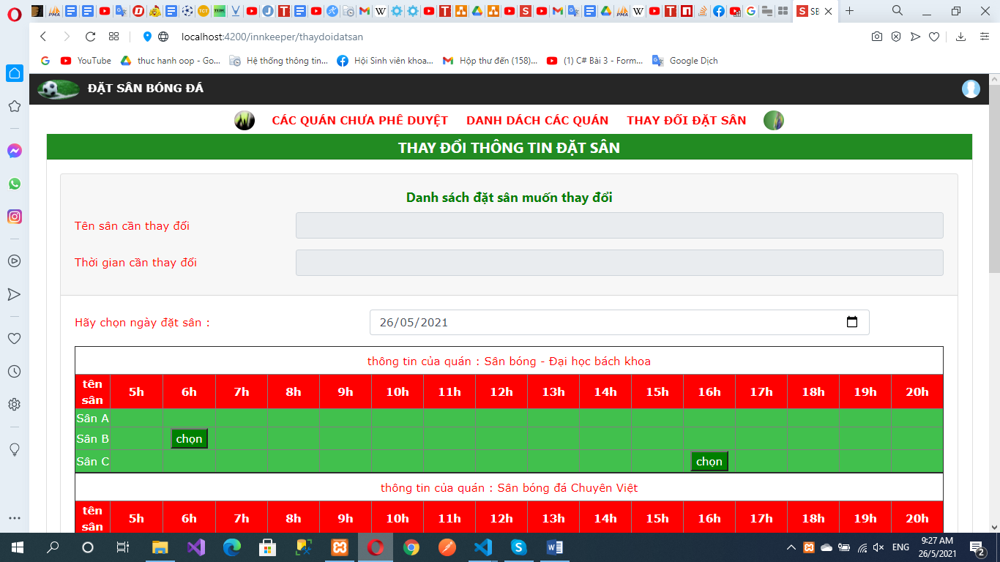 SE
localhost:4200/innkeeper/thaydoidatsan
YouTube
thuc hanh oop - Go...
Hệ thống thông tin...
Hội Sinh viên khoa...
Hộp thư đến (158)...
(1) C# Bài 3 - Form...
Google Dịch
ĐẶT SÂN BÓNG ĐÁ
CÁC QUÁN CHƯA PHÊ DUYỆT DANH DÁCH CÁC QUÁN THAY ĐỔI ĐẶT SÂN
THAY ĐỔI THÔNG TIN ĐẶT SÂN
Danh sách đặt sân muốn thay đổi
Tên sân cần thay đổi
Thời gian cần thay đổi
Hãy chọn ngày đặt sân : 26/05/2021
thông tin của quán : Sân bóng - Đại học bách khoa
tên sân 5h 6h 7h 8h 9h 10h 11h 12h 13h 14h 15h 16h 17h 18h 19h 20h
Sân A
Sân B chọn
Sân C chọn
thông tin của quán : Sân bóng đá Chuyên Việt
tên sân 5h 6h 7h 8h 9h 10h 11h 12h 13h 14h 15h 16h 17h 18h 19h 20h
ENG
9:27 AM
26/5/2021
2